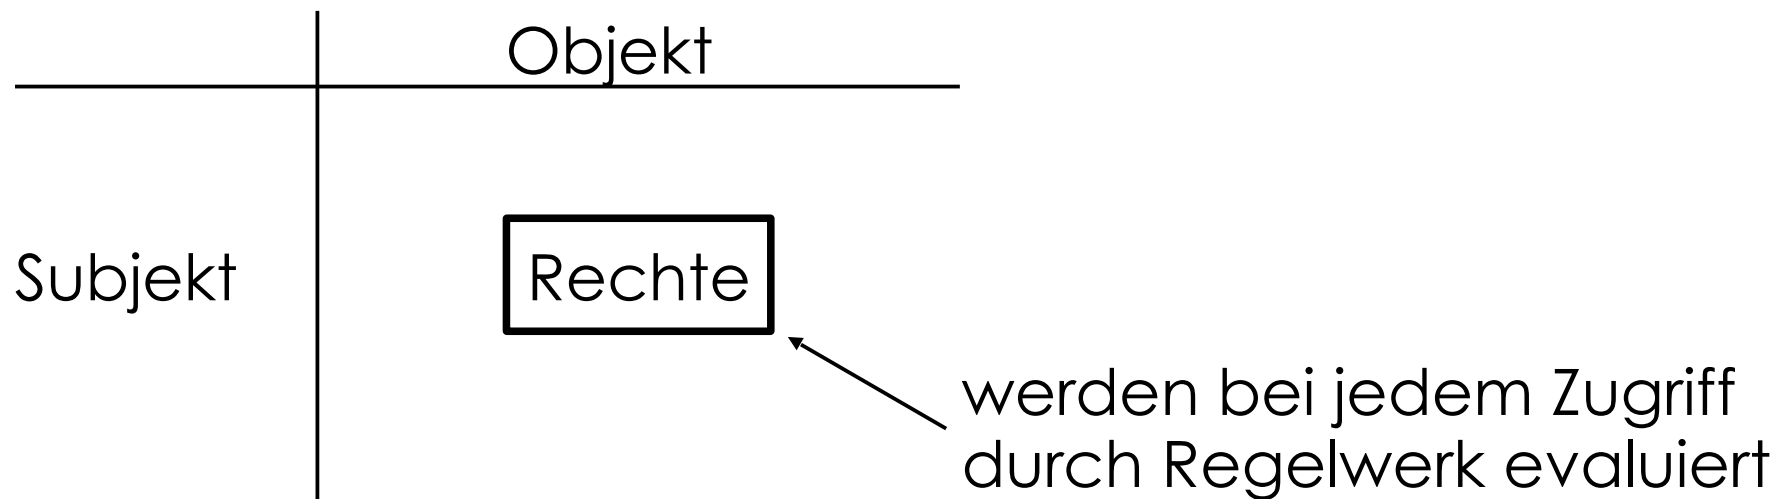 Objekt
Subjekt
Rechte
werden bei jedem Zugriff
durch Regelwerk evaluiert